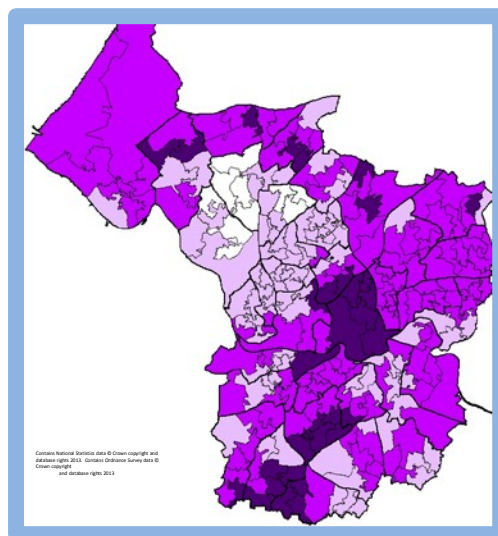 Contains National Statistics data © Crown copyright and
database rights 2013. Contains Ordnance Survey data ©
Crown copyright
and database rights 2013